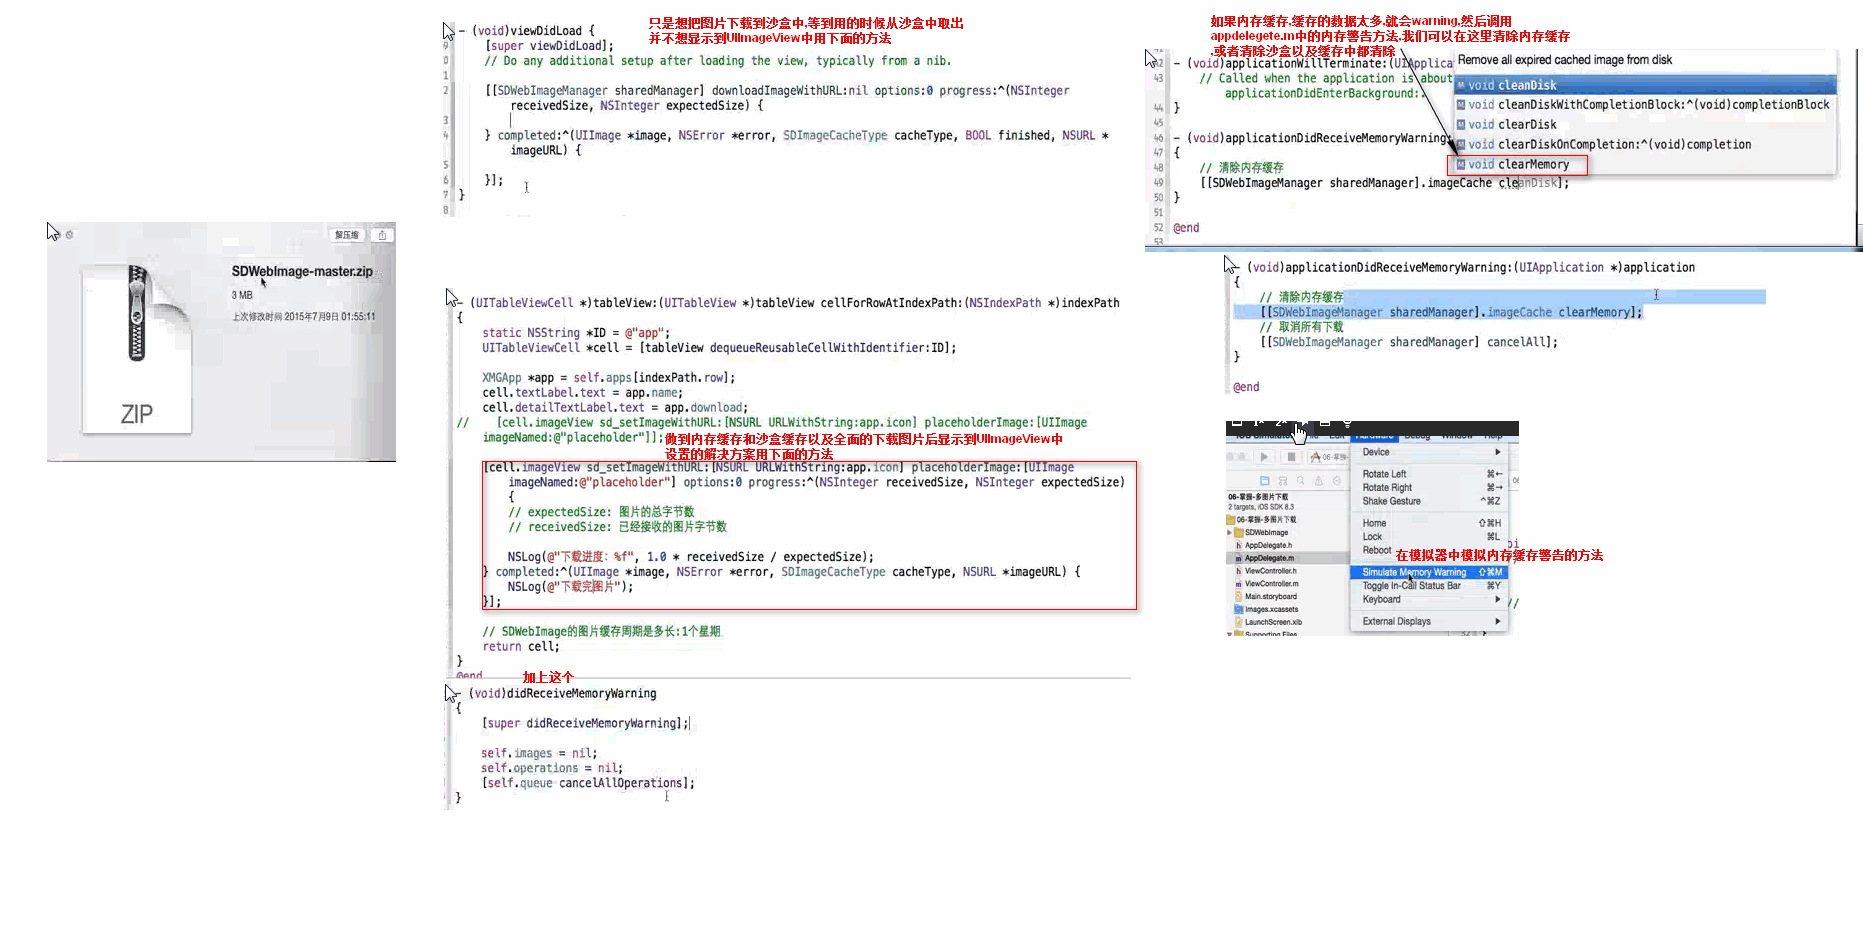 解压缩
SDWebImage-master.zip
3 MB
上次修改时间 2015年7月9日 01:55:11
ZIP
只是想把图片下载到沙盒中,等到用的时候从沙盒中取出
并不想显示到UIImageView中用下面的方法
- (void)viewDidLoad {
[super viewDidLoad];
// Do any additional setup after loading the view, typically from a nib.
[[SDWebImageManager sharedManager] downloadImageWithURL:nil options:0 progress:^(NSInteger
receivedSize, NSInteger expectedSize) {
} completed:^(UIImage *image, NSError *error, SDImageCacheType cacheType, BOOL finished, NSURL *
imageURL) {
}];
}
- (UITableViewCell *)tableView:(UITableView *)tableView cellForRowAtIndexPath:(NSIndexPath *)indexPath
{
static NSString *ID = @"app";
UITableViewCell *cell = [tableView dequeueReusableCellWithIdentifier:ID];
XMGApp *app = self.apps[indexPath.row];
cell.textLabel.text = app.name;
cell.detailTextLabel.text = app.download;
// [cell.imageView sd_setImageWithURL:[NSURL URLWithString:app.icon] placeholderImage:[UIImage
imageNamed:@"placeholder"]];
做到内存缓存和沙盒缓存以及全面的下载图片后显示到UIImageView中
设置的解决方案用下面的方法
[cell.imageView sd_setImageWithURL:[NSURL URLWithString:app.icon] placeholderImage:[UIImage
imageNamed:@"placeholder"] options:0 progress:^(NSInteger receivedSize, NSInteger expectedSize)
{
// expectedSize: 图片的总字节数
// receivedSize: 已经接收的图片字节数
NSLog(@"下载进度: %f", 1.0 * receivedSize / expectedSize);
} completed:^(UIImage *image, NSError *error, SDImageCacheType cacheType, NSURL *imageURL) {
NSLog(@"下载完图片");
}];
// SDWebImage的图片缓存周期是多长:1个星期
return cell;
}
@end
加上这个
- (void)didReceiveMemoryWarning
{
[super didReceiveMemoryWarning];
self.images = nil;
self.operations = nil;
[self.queue cancelAllOperations];
}
如果内存缓存,缓存的数据太多,就会warning,然后调用
appdelegete.m中的内存警告方法,我们可以在这里清除内存缓存
,或者清除沙盒以及缓存中都清除
42 - (void)applicationWillTerminate:(UIApplica
43 // Called when the application is about
applicationDidEnterBackground:.
44 }
45
46 - (void)applicationDidReceiveMemoryWarning:
47 {
48 // 清除内存缓存
49 [[SDWebImageManager sharedManager].imageCache cleanDisk];
50 }
51
52 @end
53
Remove all expired cached image from disk
M void cleanDisk
M void cleanDiskWithCompletionBlock:^(void)completionBlock
M void clearDisk
M void clearDiskOnCompletion:^(void)completion
M void clearMemory
- (void)applicationDidReceiveMemoryWarning:(UIApplication *)application
{
// 清除内存缓存
[[SDWebImageManager sharedManager].imageCache clearMemory];
// 取消所有下载
[[SDWebImageManager sharedManager] cancelAll];
}
@end
iOS Simulator File Edit Hardware Debug Window Help
06-掌握-多图片下载
2 targets, iOS SDK 8.3
06-掌握-多图片下载
SDWebImage
h AppDelegate.h
m AppDelegate.m
h ViewController.h
m ViewController.m
Main.storyboard
Images.xcassets
LaunchScreen.xib
Supporting Files
Device
Rotate Left ⌘←
Rotate Right ⌘→
Shake Gesture ^⌘Z
Home ⇧⌘H
Lock ⌘L
Reboot
在模拟器中模拟内存缓存警告的方法
Simulate Memory Warning ⇧⌘M
Toggle In-Call Status Bar ⌘Y
Keyboard
External Displays